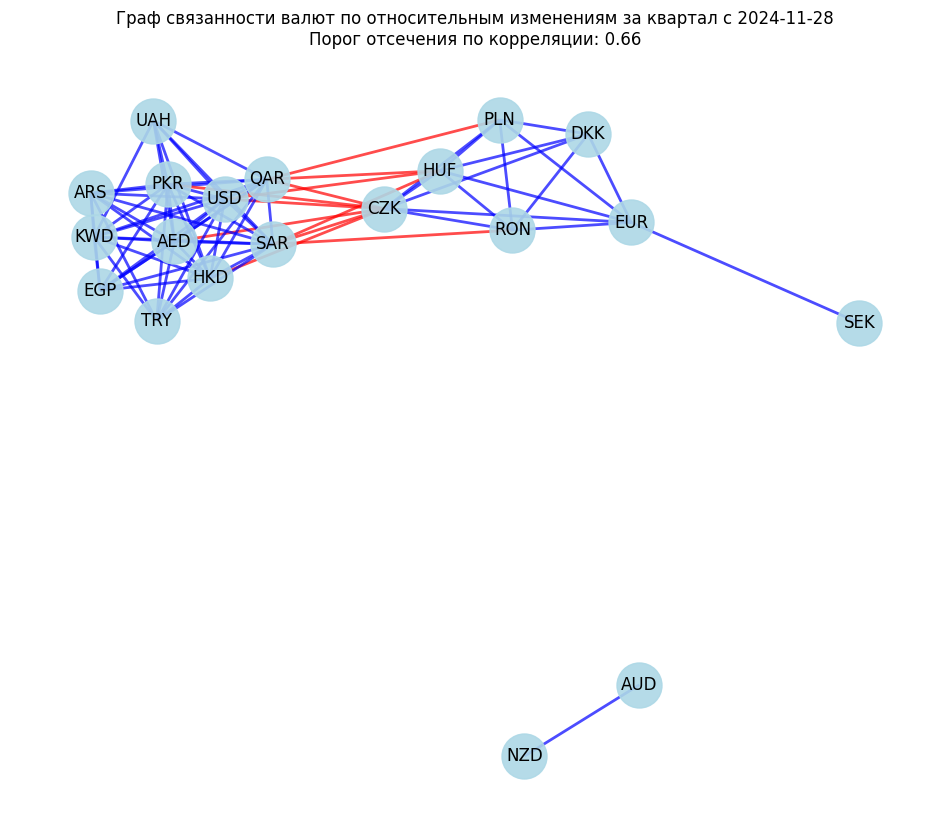 Граф связанности валют по относительным изменениям за квартал с 2024-11-28
Порог отсечения по корреляции: 0.66
UAH
PLN
DKK
PKR
QAR
HUF
ARS
USD
CZK
KWD
AED
SAR
RON
EUR
EGP
HKD
TRY
SEK
AUD
NZD